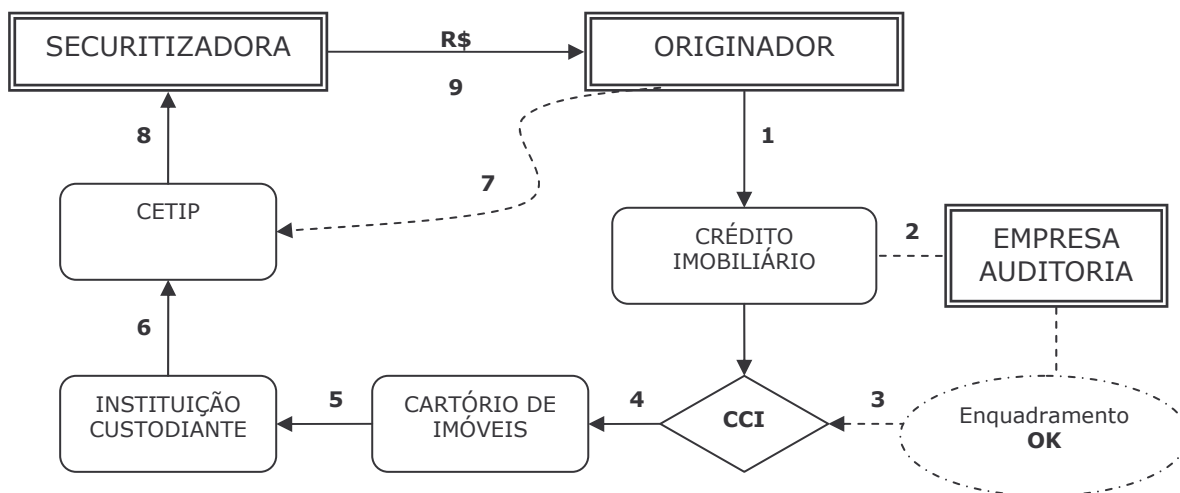 SECURITIZADORA
R$
ORIGINADOR
9
8
1
7
CETIP
CRÉDITO
IMOBILIÁRIO
2
EMPRESA
AUDITORIA
6
INSTITUIÇÃO
CUSTODIANTE
5
CARTÓRIO DE
IMÓVEIS
4
CCI
3
Enquadramento
OK